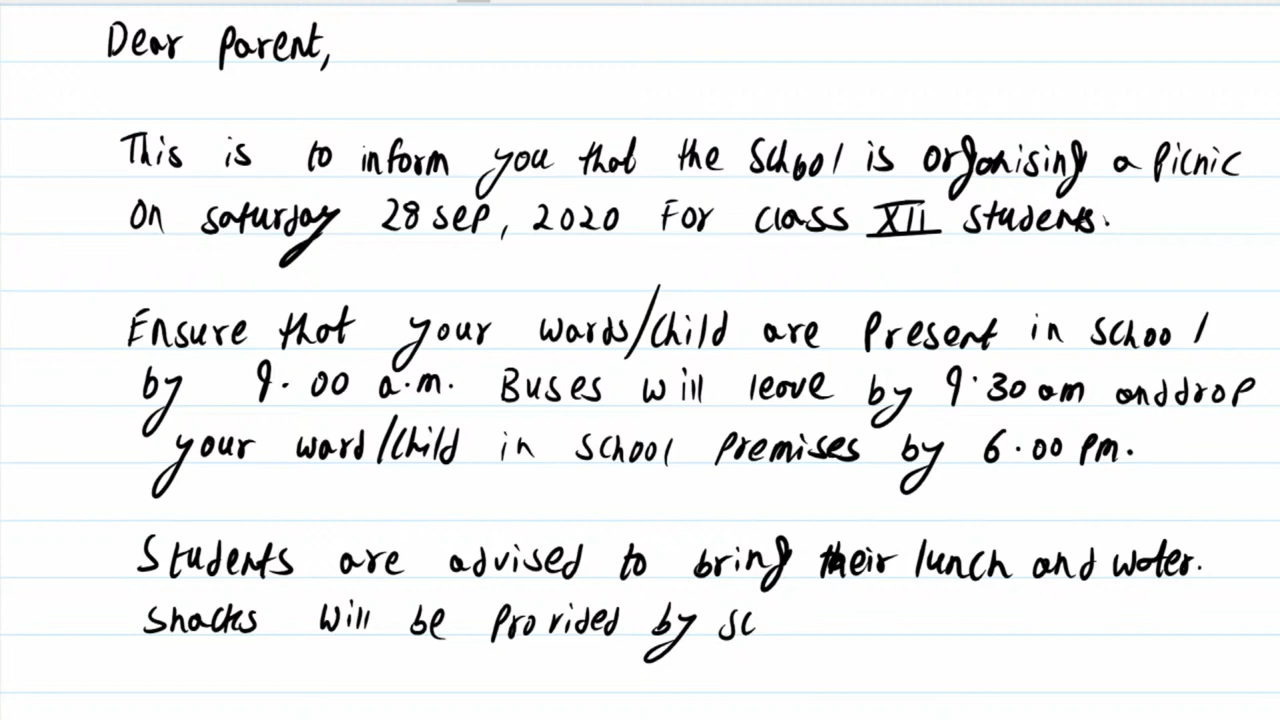 Dear Parent,
This is to inform you that the School is organising a Picnic
on saturday 28 sep, 2020 For class XII students.
Ensure that your wards/child are Present in school
by 9.00 a.m. Buses will leave by 9.30 am and drop
your ward/child in school premises by 6.00 pm.
Students are advised to bring their lunch and water.
Snacks will be Provided by sc